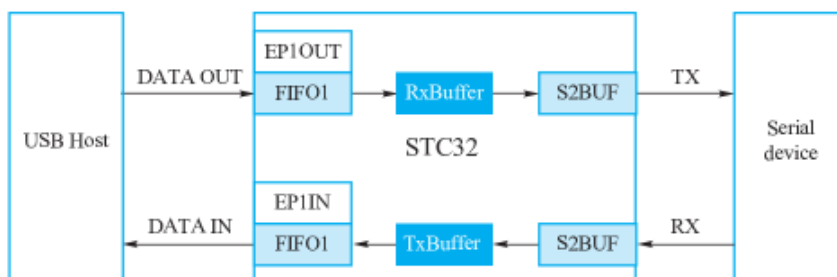 USB Host
DATA OUT
EP1OUT
FIFO1
RxBuffer
S2BUF
TX
STC32
Serial
device
DATA IN
EP1IN
FIFO1
TxBuffer
S2BUF
RX